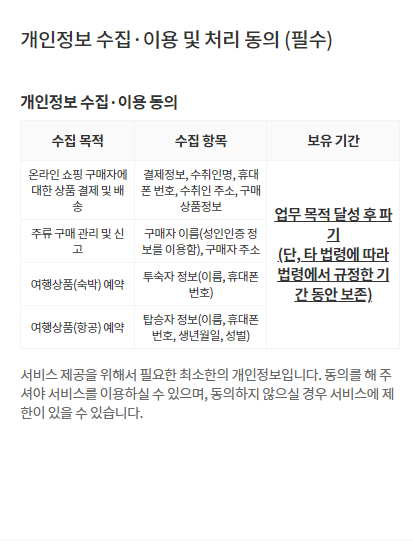 개인정보 수집·이용 및 처리 동의 (필수)
개인정보 수집·이용 동의
수집 목적
수집 항목
보유 기간
온라인 쇼핑 구매자에
대한 상품 결제 및 배
송
결제정보, 수취인명, 휴대
폰 번호, 수취인 주소, 구매
상품정보
업무 목적 달성 후 파
기
(단, 타 법령에 따라
법령에서 규정한 기
간 동안 보존)
주류 구매 관리 및 신
고
구매자 이름(성인인증 정
보를 이용함), 구매자 주소
여행상품(숙박) 예약
투숙자 정보(이름, 휴대폰
번호)
여행상품(항공) 예약
탑승자 정보(이름, 휴대폰
번호, 생년월일, 성별)
서비스 제공을 위해서 필요한 최소한의 개인정보입니다. 동의를 해 주
셔야 서비스를 이용하실 수 있으며, 동의하지 않으실 경우 서비스에 제
한이 있을 수 있습니다.